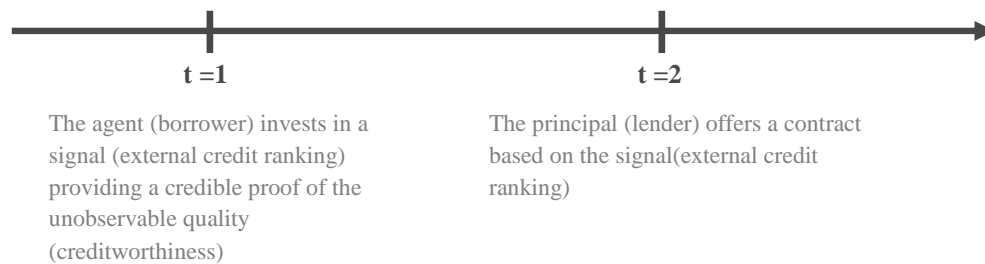 t =1
t =2
The agent (borrower) invests in a
signal (external credit ranking)
providing a credible proof of the
unobservable quality
(creditworthiness)
The principal (lender) offers a contract
based on the signal(external credit
ranking)